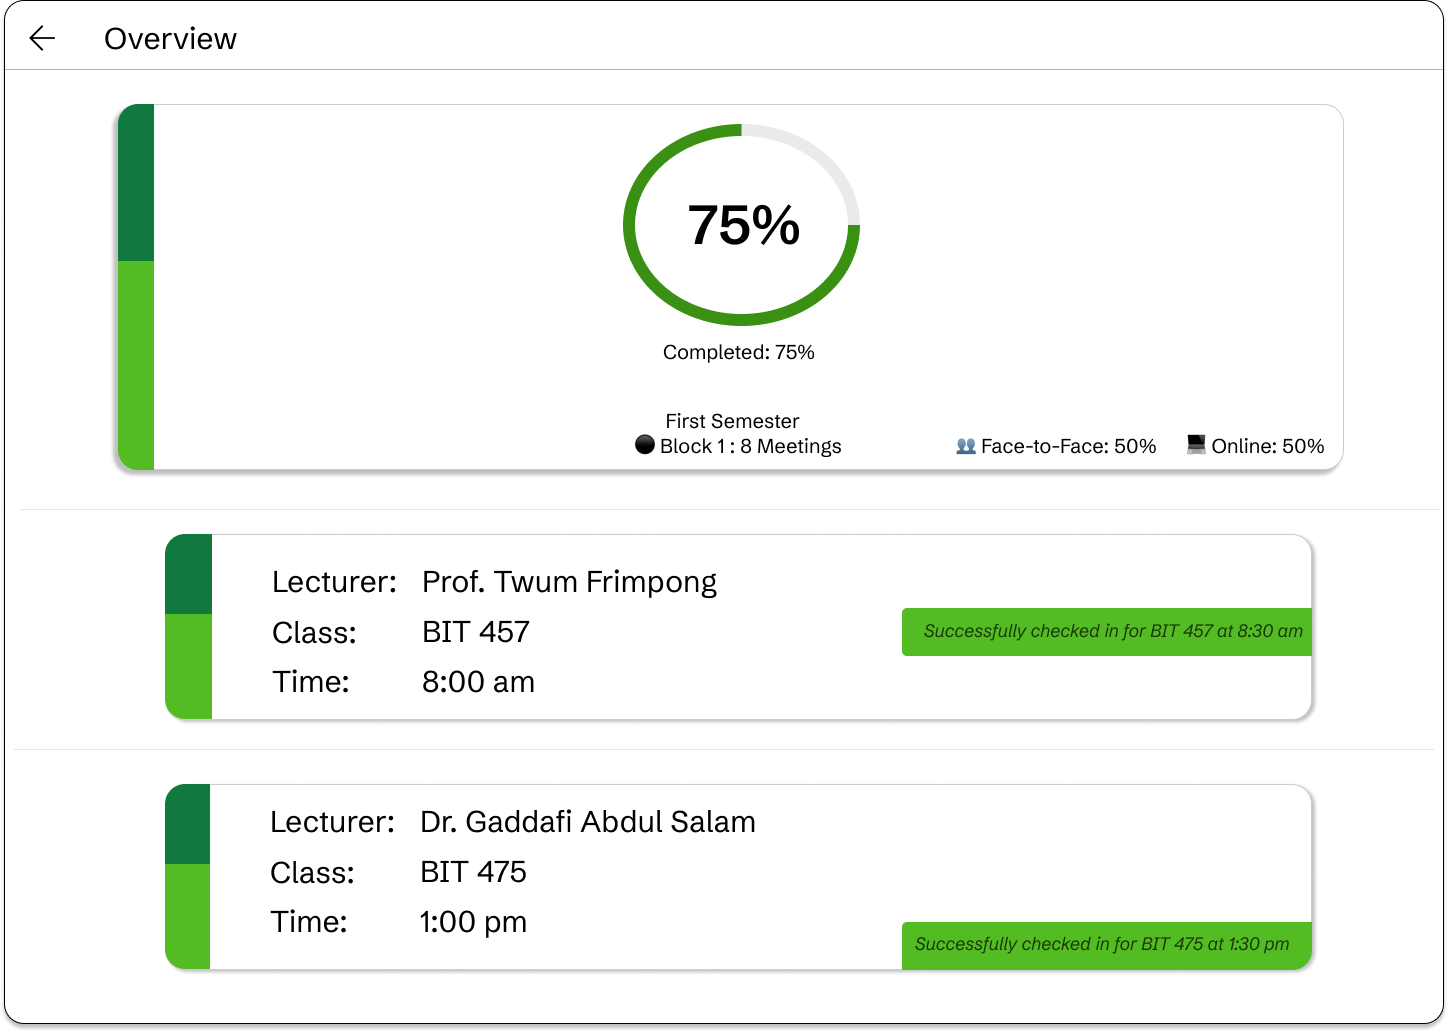 Overview
75%
Completed: 75%
First Semester
Block 1 : 8 Meetings
Face-to-Face: 50%
Online: 50%
Lecturer: Prof. Twum Frimpong
Class: BIT 457
Time: 8:00 am
Successfully checked in for BIT 457 at 8:30 am
Lecturer: Dr. Gaddafi Abdul Salam
Class: BIT 475
Time: 1:00 pm
Successfully checked in for BIT 475 at 1:30 pm